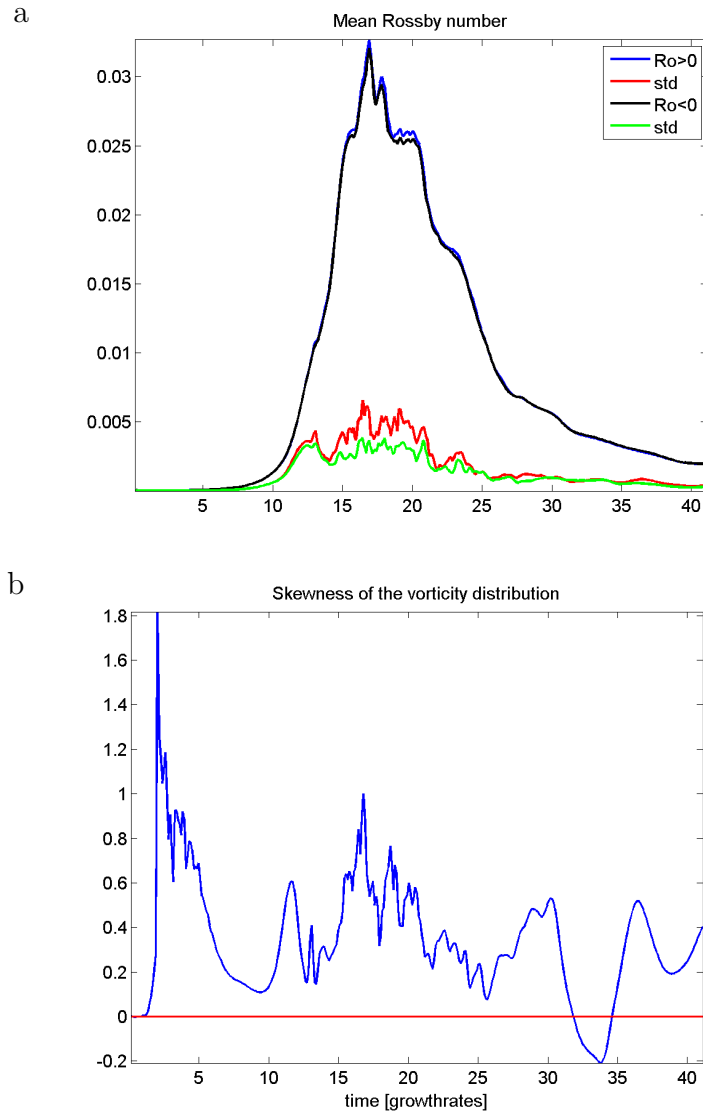 a
Mean Rossby number
Ro>0
std
Ro<0
std
0.03
0.025
0.02
0.015
0.01
0.005
5 10 15 20 25 30 35 40
b
Skewness of the vorticity distribution
1.8
1.6
1.4
1.2
1
0.8
0.6
0.4
0.2
0
-0.2
5 10 15 20 25 30 35 40
time [growthrates]